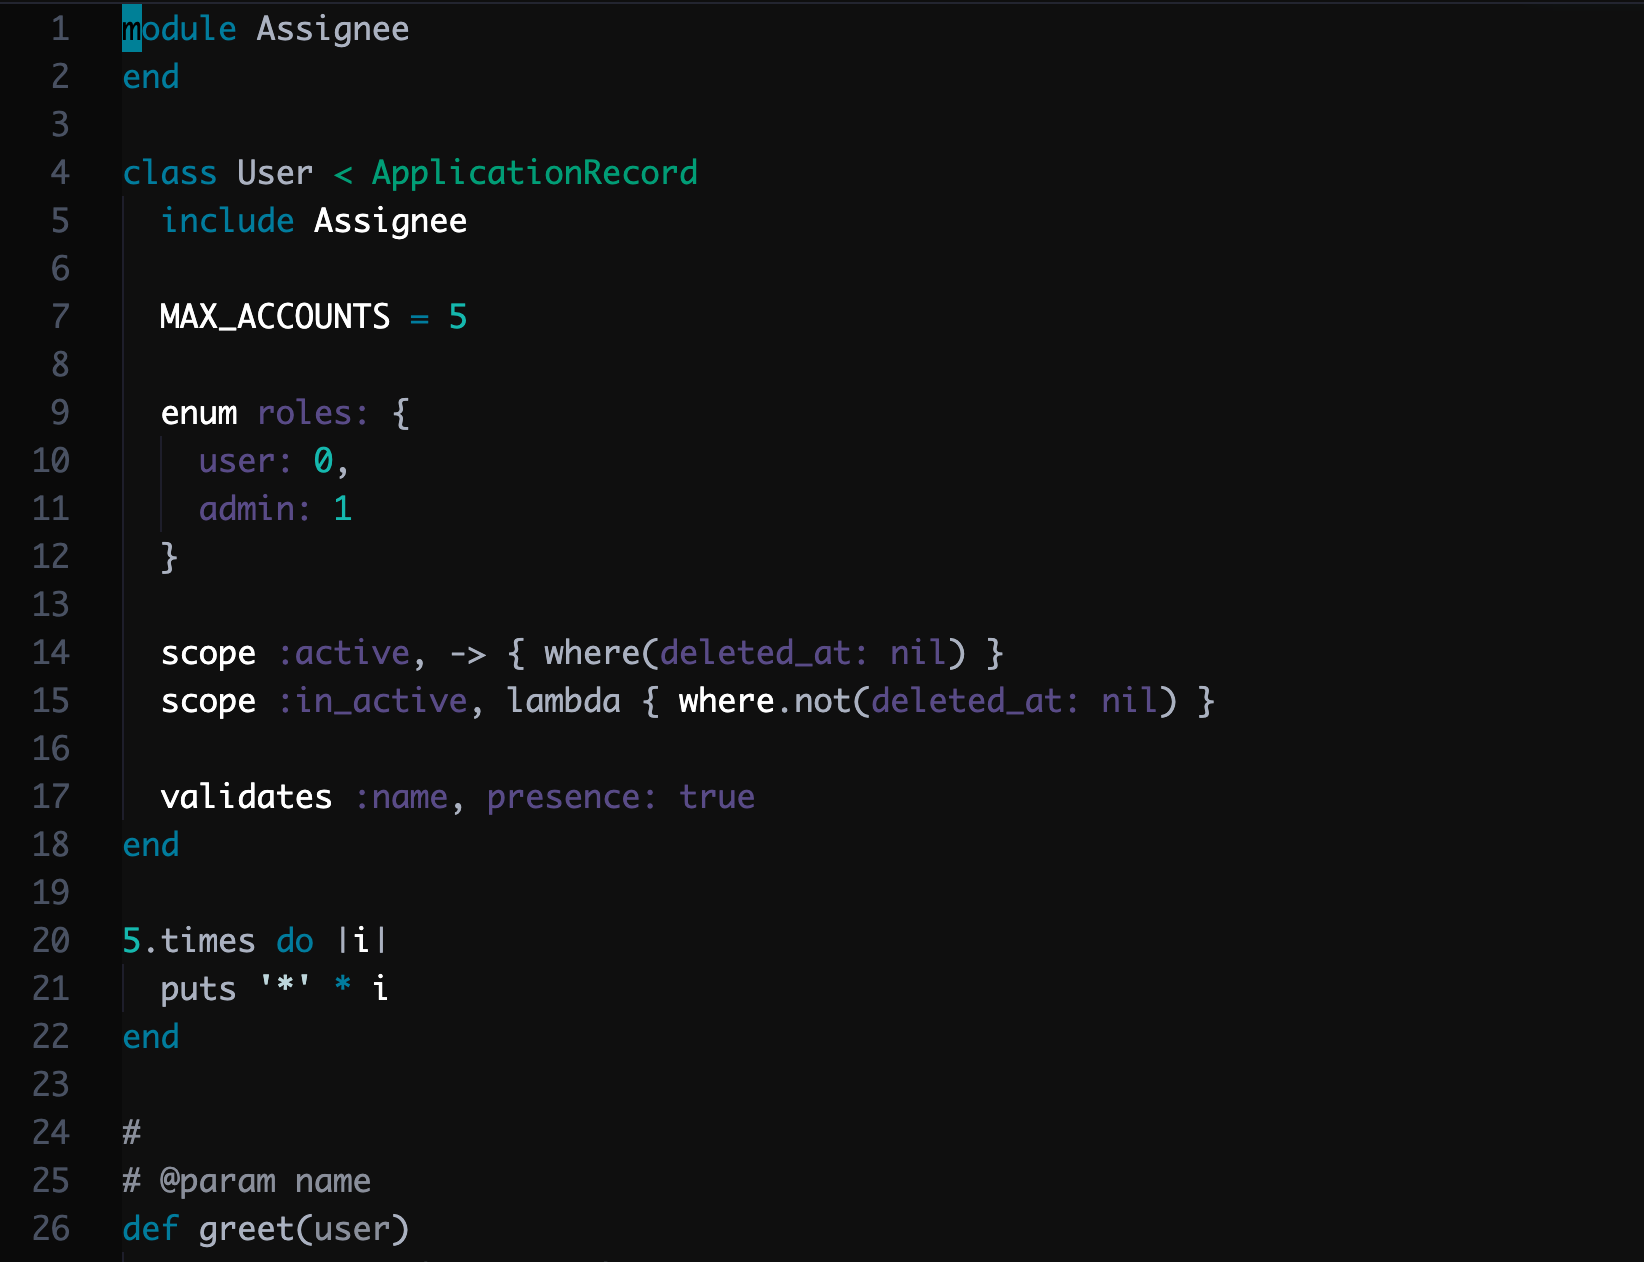 1 module Assignee
2 end
3
4 class User < ApplicationRecord
5   include Assignee
6
7   MAX_ACCOUNTS = 5
8
9   enum roles: {
10     user: 0,
11     admin: 1
12   }
13
14   scope :active, -> { where(deleted_at: nil) }
15   scope :in_active, lambda { where.not(deleted_at: nil) }
16
17   validates :name, presence: true
18 end
19
20 5.times do |i|
21   puts '*' * i
22 end
23
24 #
25 # @param name
26 def greet(user)